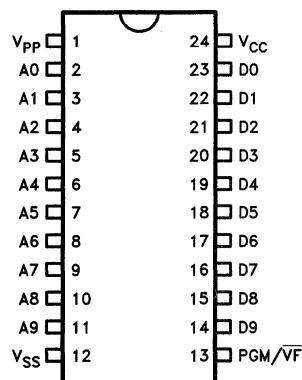 VPP 1 24 VCC
A0 2 23 D0
A1 3 22 D1
A2 4 21 D2
A3 5 20 D3
A4 6 19 D4
A5 7 18 D5
A6 8 17 D6
A7 9 16 D7
A8 10 15 D8
A9 11 14 D9
VSS 12 13 PGM/V̅F̅